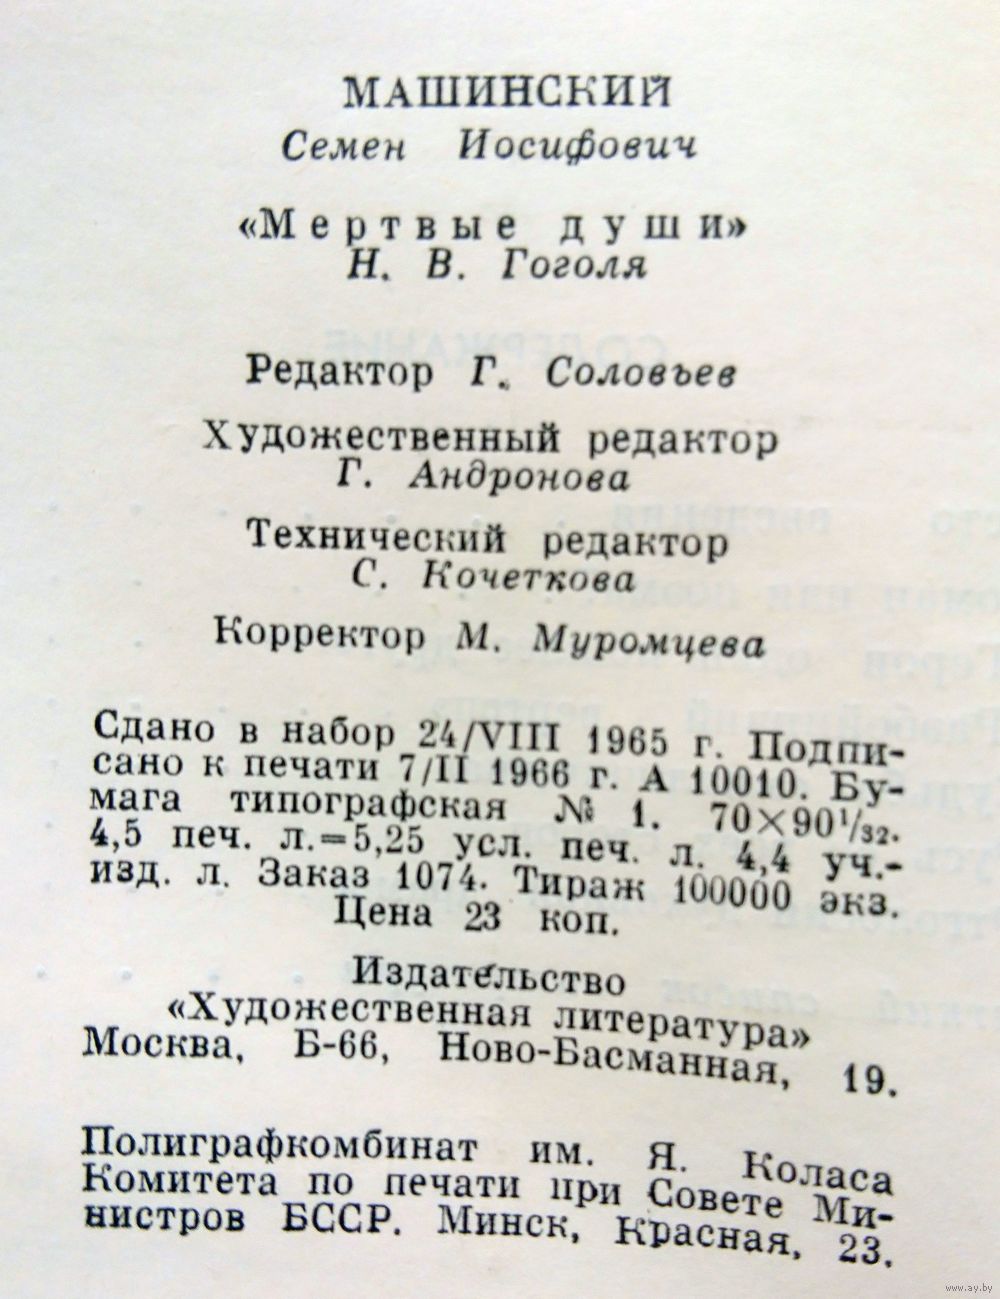 МАШИНСКИЙ
Семен Иосифович
«Мертвые души»
Н. В. Гоголя
Редактор Г. Соловьев
Художественный редактор
Г. Андронова
Технический редактор
С. Кочеткова
Корректор М. Муромцева
Сдано в набор 24/VIII 1965 г. Подпи-
сано к печати 7/II 1966 г. А 10010. Бу-
мага типографская № 1. 70×90¹/₃₂.
4,5 печ. л.=5,25 усл. печ. л. 4,4 уч.-
изд. л. Заказ 1074. Тираж 100000 экз.
Цена 23 коп.
Издательство
«Художественная литература»
Москва, Б-66, Ново-Басманная, 19.
Полиграфкомбинат им. Я. Коласа
Комитета по печати при Совете Ми-
нистров БССР. Минск, Красная, 23.
www.ay.by